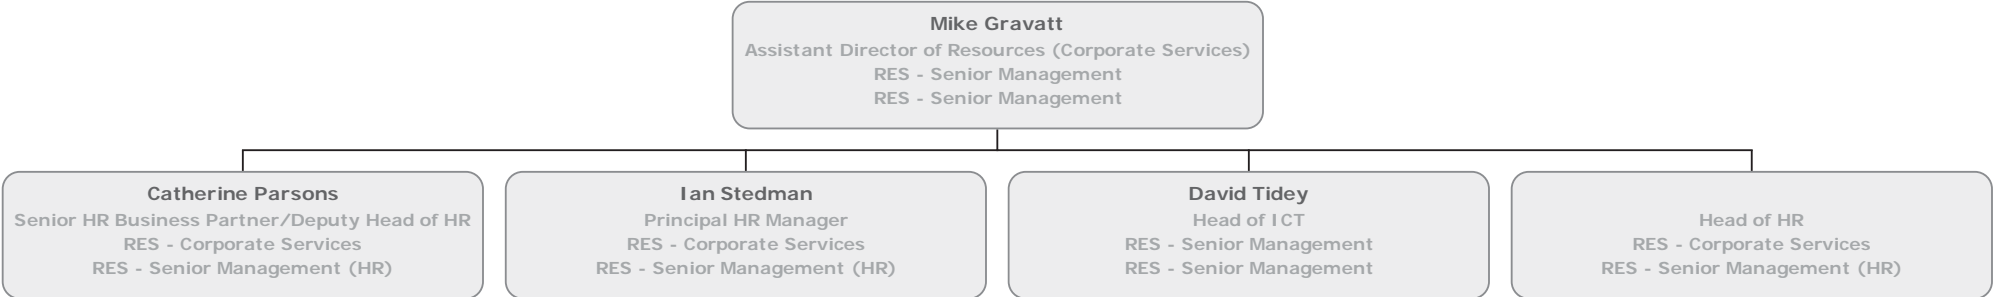 Mike Gravatt
Assistant Director of Resources (Corporate Services)
RES - Senior Management
RES - Senior Management
Catherine Parsons
Senior HR Business Partner/Deputy Head of HR
RES - Corporate Services
RES - Senior Management (HR)
Ian Stedman
Principal HR Manager
RES - Corporate Services
RES - Senior Management (HR)
David Tidey
Head of ICT
RES - Senior Management
RES - Senior Management
Head of HR
RES - Corporate Services
RES - Senior Management (HR)